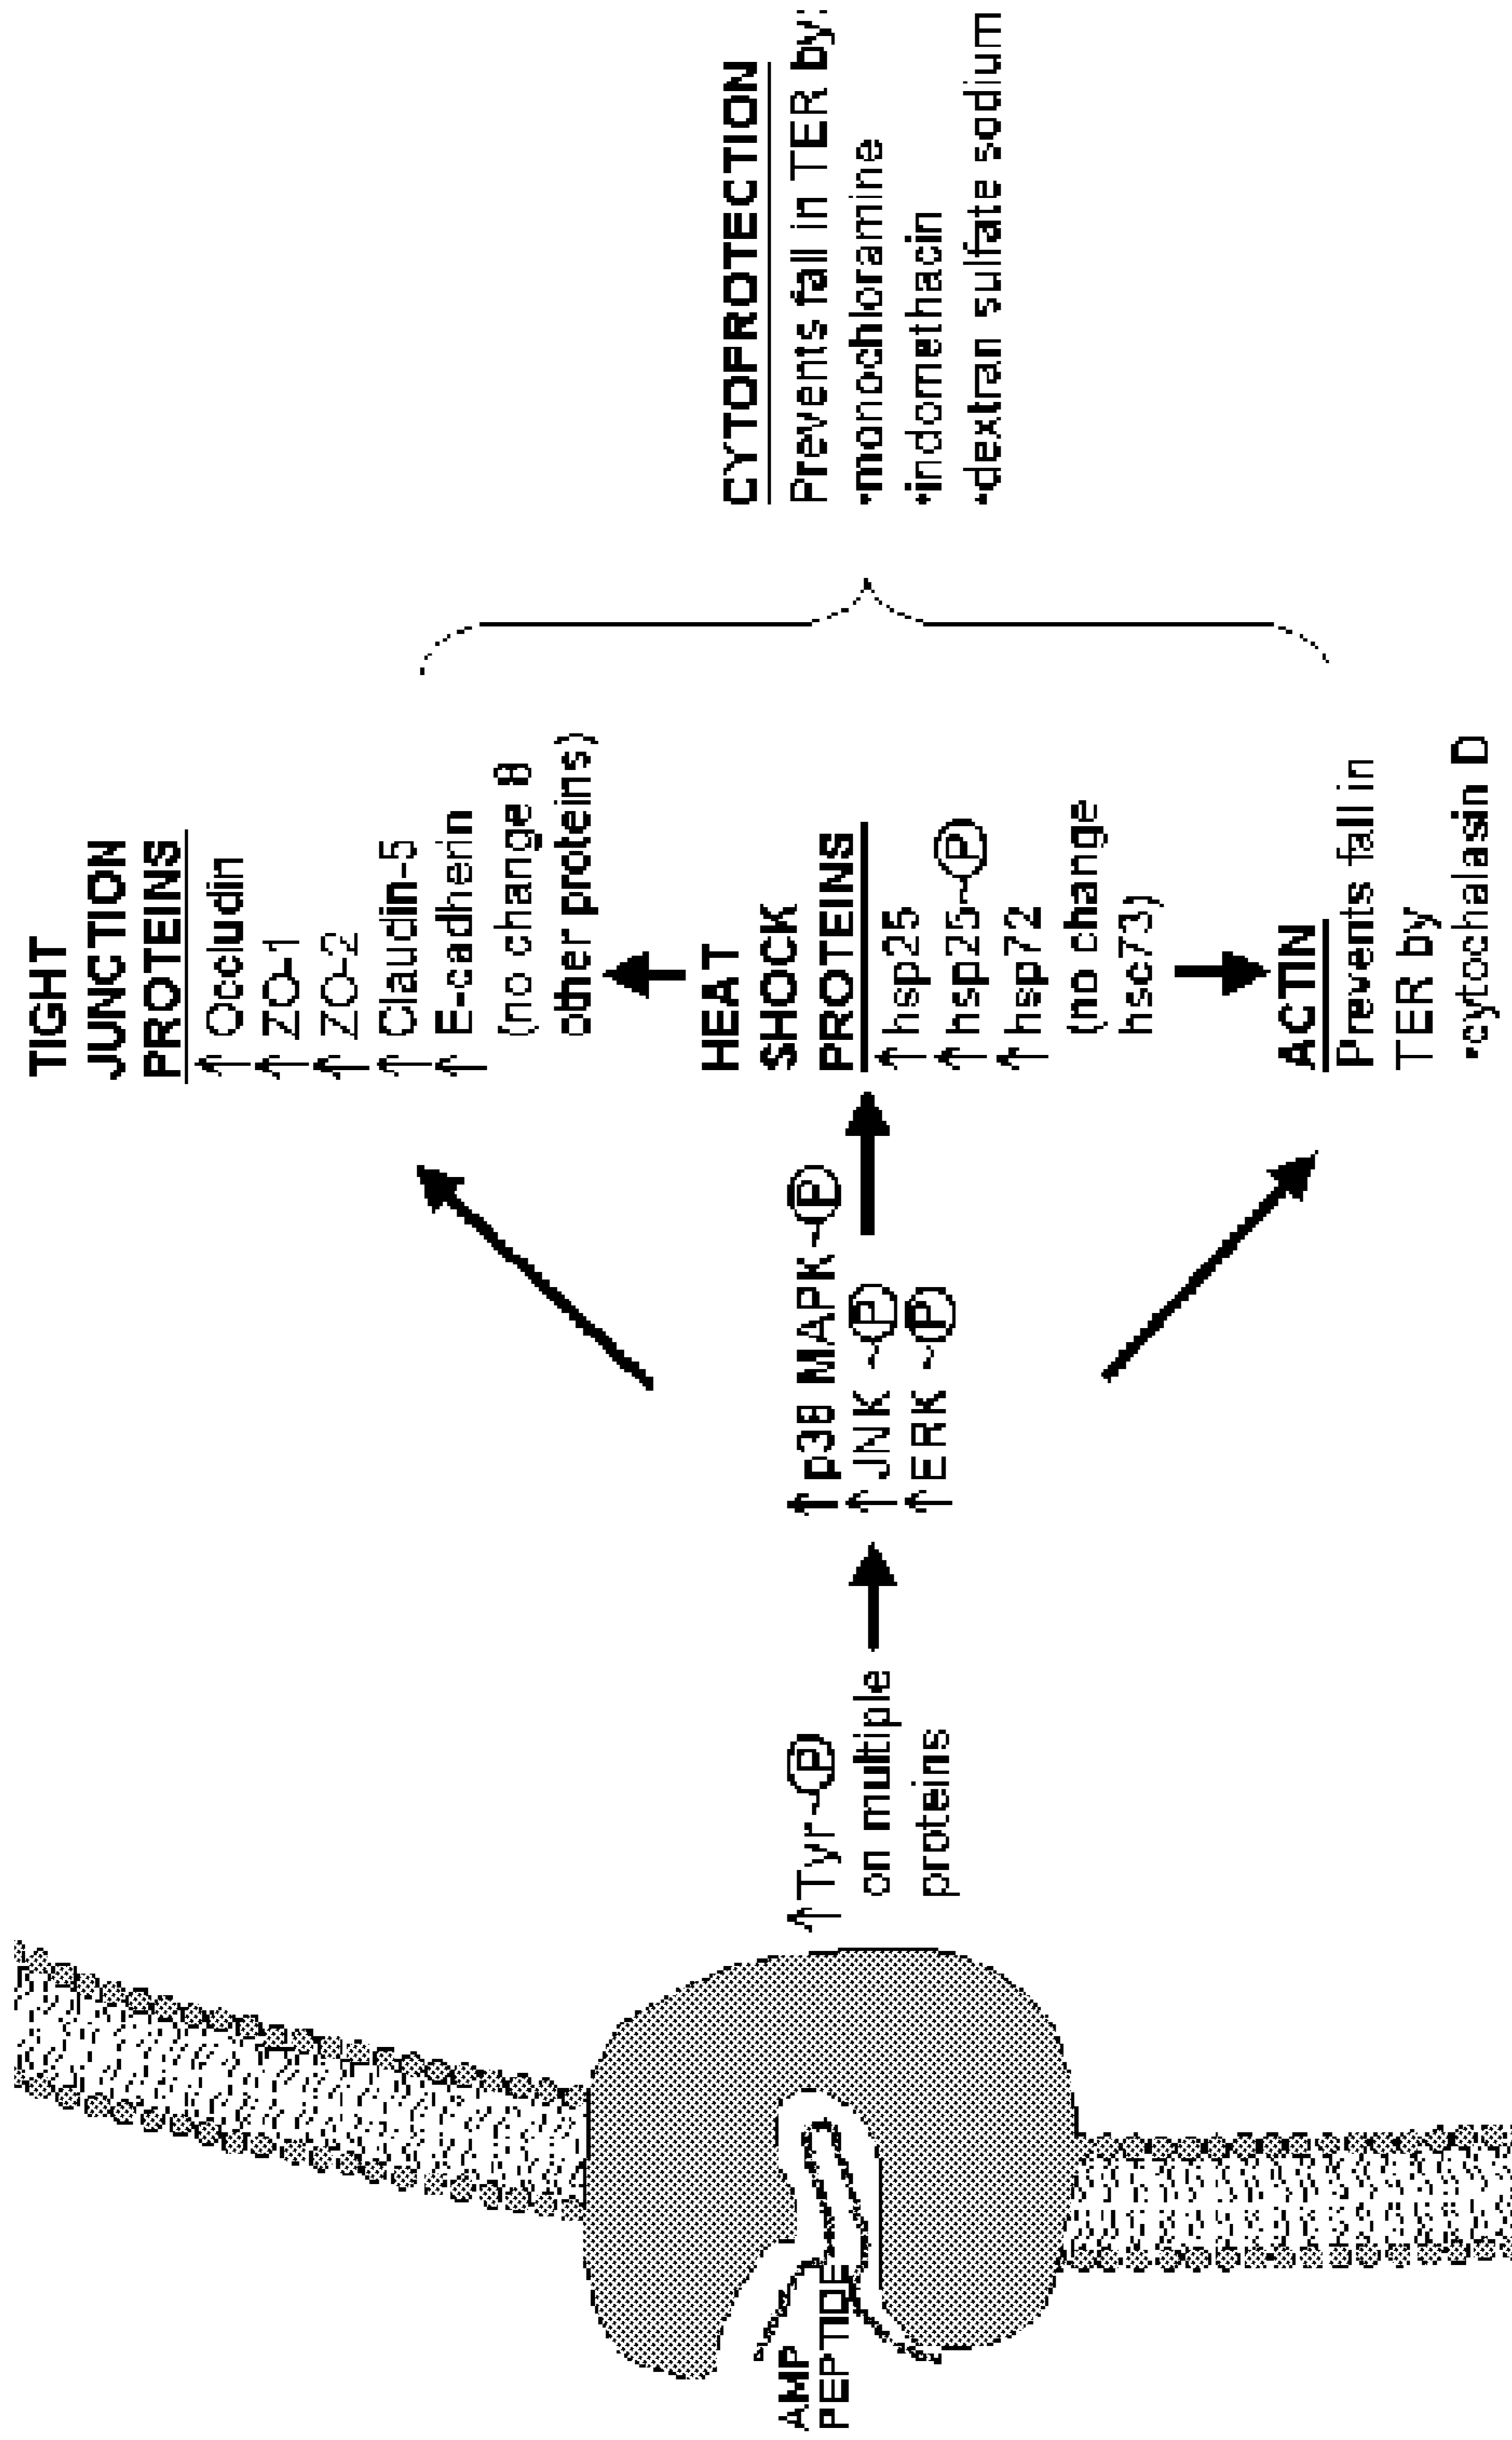 AMP
PEPTIDE
↑Tyr~Ⓟ
on multiple
proteins
↑p38 MAPK~Ⓟ
↑JNK ~Ⓟ
↑ERK ~Ⓟ
TIGHT
JUNCTION
PROTEINS
↑Occludin
↑ZO-1
↑ZO-2
↑Claudin-5
↑E-cadherin
(no change 8
other proteins)
HEAT
SHOCK
PROTEINS
↑hsp25
↑hsp25~Ⓟ
↑hsp72
(no change
hsc73)
ACTIN
Prevents fall in
TER by
•cytochalasin D
CYTOPROTECTION
Prevents fall in TER by:
•monochloramine
•indomethacin
•dextran sulfate sodium